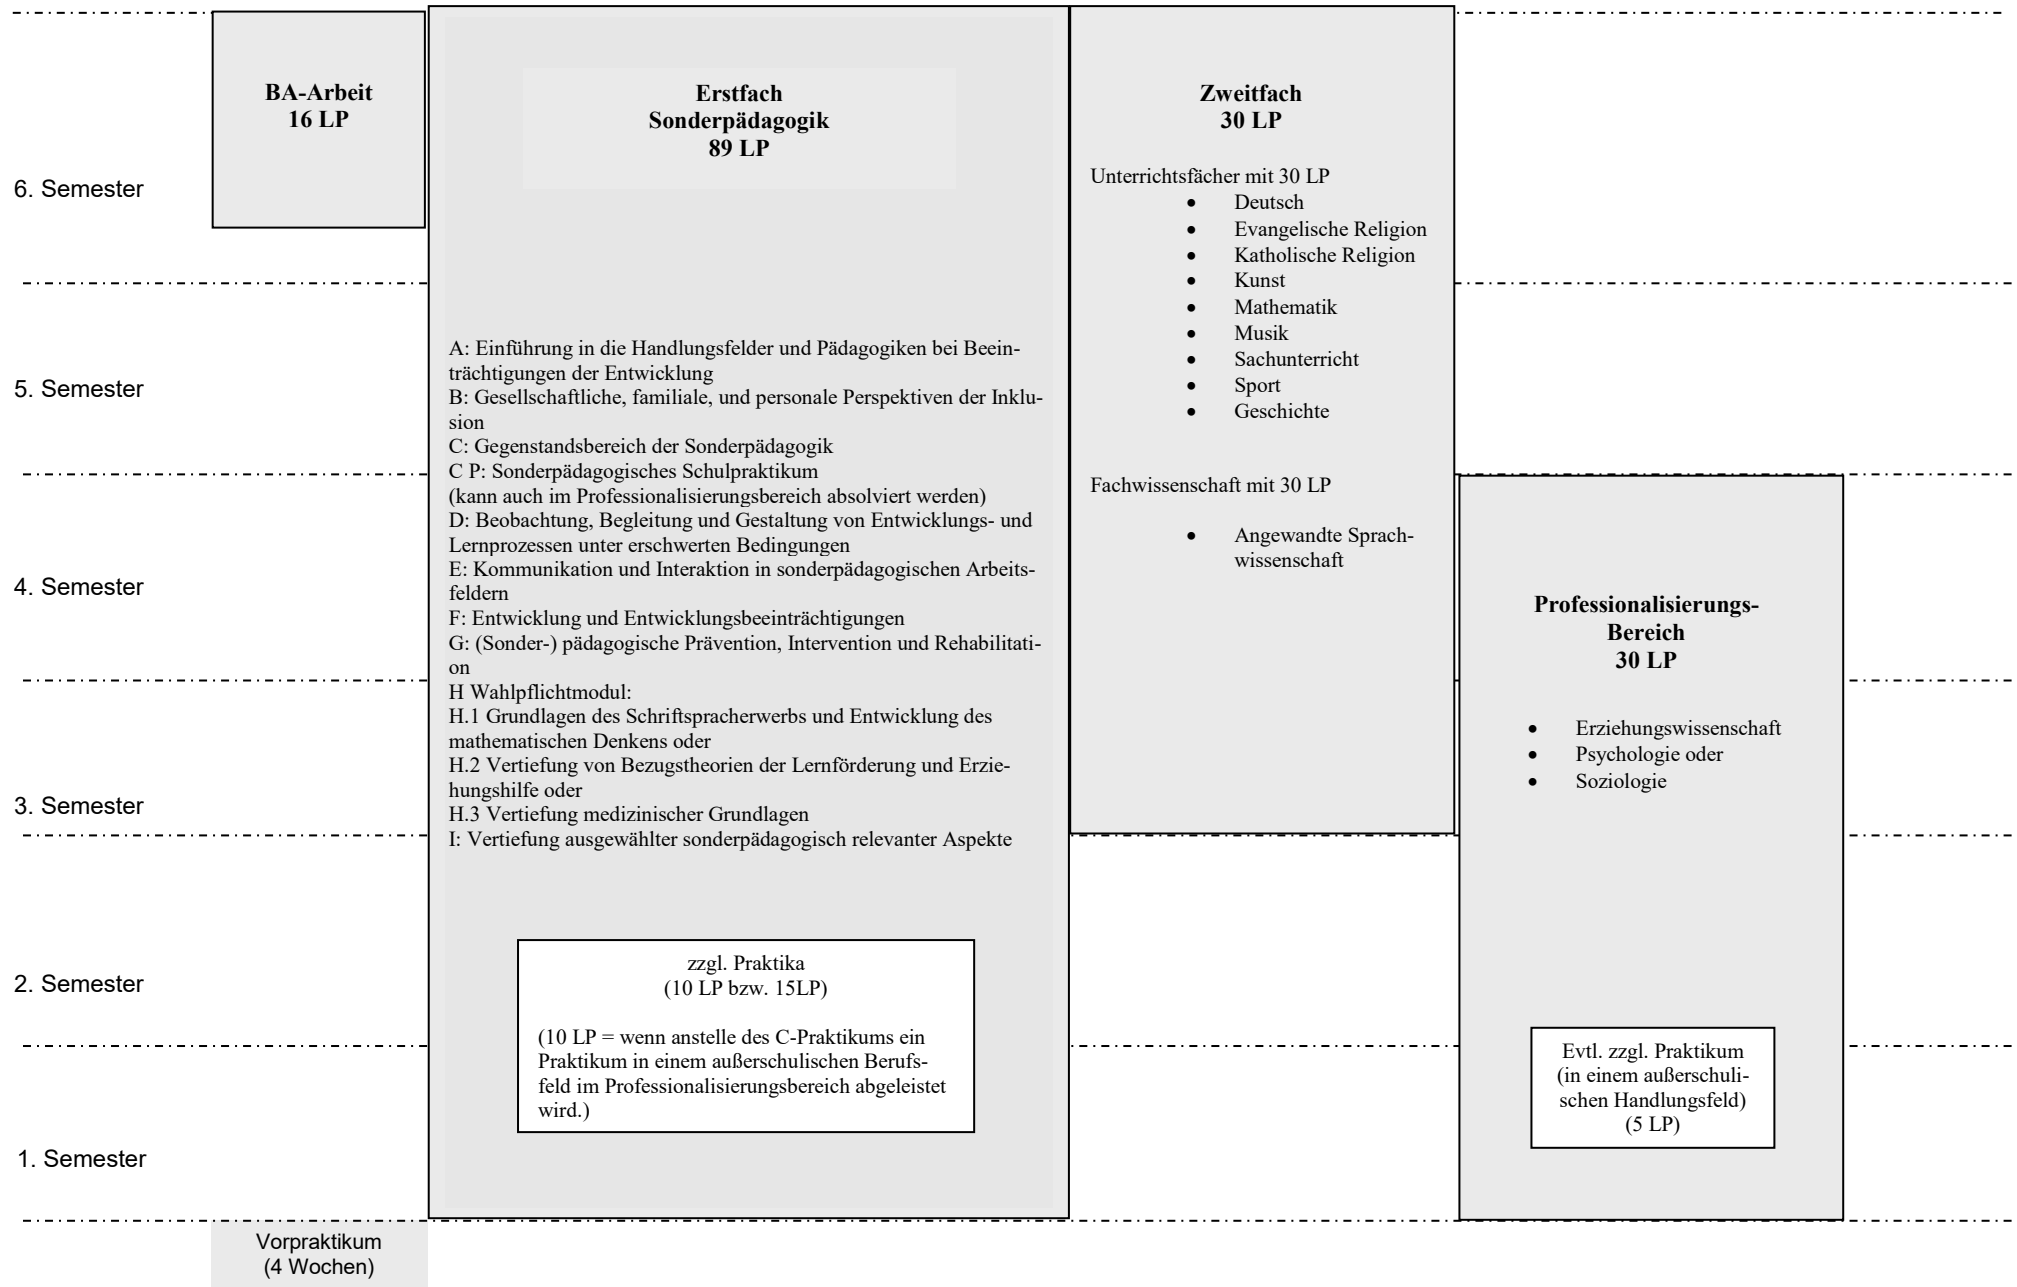 BA-Arbeit
16 LP
6. Semester
5. Semester
4. Semester
3. Semester
2. Semester
1. Semester
Vorpraktikum
(4 Wochen)
Erstfach
Sonderpädagogik
89 LP
A: Einführung in die Handlungsfelder und Pädagogiken bei Beein-
trächtigungen der Entwicklung
B: Gesellschaftliche, familiale, und personale Perspektiven der Inklu-
sion
C: Gegenstandsbereich der Sonderpädagogik
C P: Sonderpädagogisches Schulpraktikum
(kann auch im Professionalisierungsbereich absolviert werden)
D: Beobachtung, Begleitung und Gestaltung von Entwicklungs- und
Lernprozessen unter erschwerten Bedingungen
E: Kommunikation und Interaktion in sonderpädagogischen Arbeits-
feldern
F: Entwicklung und Entwicklungsbeeinträchtigungen
G: (Sonder-) pädagogische Prävention, Intervention und Rehabilitati-
on
H Wahlpflichtmodul:
H.1 Grundlagen des Schriftspracherwerbs und Entwicklung des
mathematischen Denkens oder
H.2 Vertiefung von Bezugstheorien der Lernförderung und Erzie-
hungshilfe oder
H.3 Vertiefung medizinischer Grundlagen
I: Vertiefung ausgewählter sonderpädagogisch relevanter Aspekte
zzgl. Praktika
(10 LP bzw. 15LP)
(10 LP = wenn anstelle des C-Praktikums ein
Praktikum in einem außerschulischen Berufs-
feld im Professionalisierungsbereich abgeleistet
wird.)
Zweitfach
30 LP
Unterrichtsfächer mit 30 LP
• Deutsch
• Evangelische Religion
• Katholische Religion
• Kunst
• Mathematik
• Musik
• Sachunterricht
• Sport
• Geschichte
Fachwissenschaft mit 30 LP
• Angewandte Sprach-
wissenschaft
Professionalisierungs-
Bereich
30 LP
• Erziehungswissenschaft
• Psychologie oder
• Soziologie
Evtl. zzgl. Praktikum
(in einem außerschuli-
schen Handlungsfeld)
(5 LP)